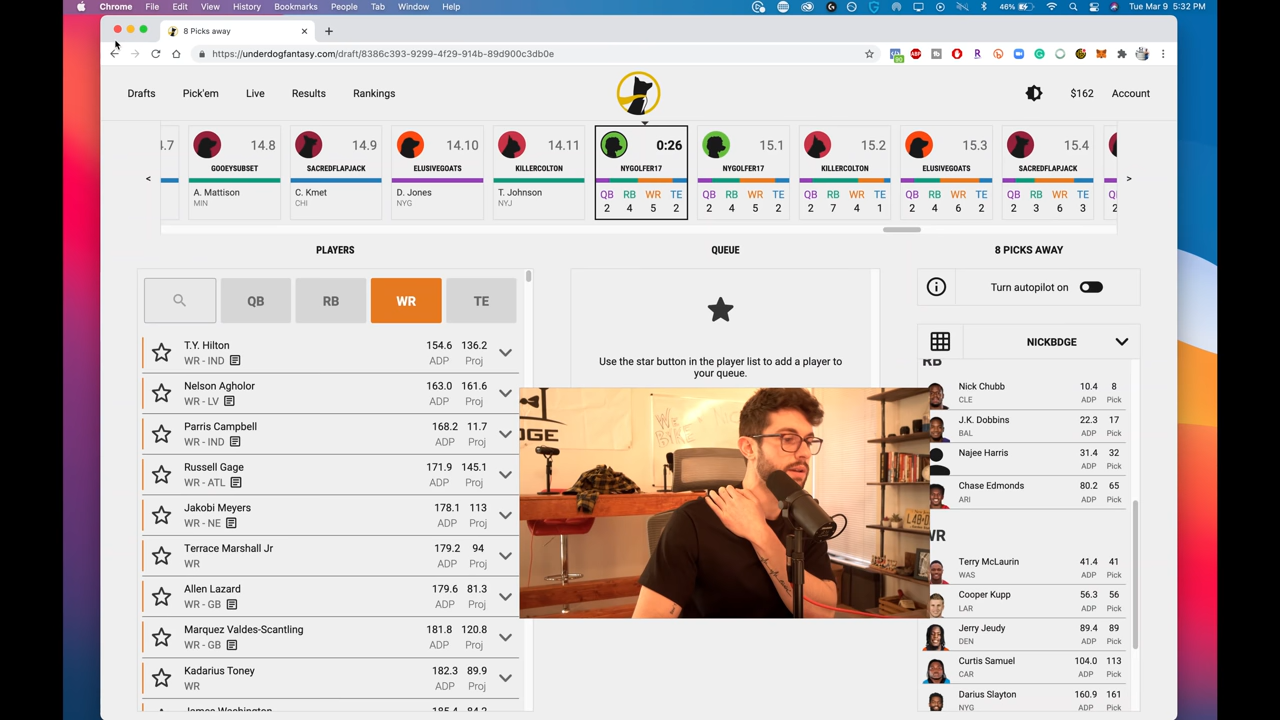 Chrome File Edit View History Bookmarks People Tab Window Help
46% Tue Mar 9 5:32 PM
8 Picks away
https://underdogfantasy.com/draft/8386c393-9299-4f29-914b-89d900c3db0e
90
Drafts Pick'em Live Results Rankings $162 Account
4.7 14.8 14.9 14.10 14.11 0:26 15.1 15.2 15.3 15.4
GOOEYSUBSET SACREDFLAPJACK ELUSIVEGOATS KILLERCOLTON NYGOLFER17 NYGOLFER17 KILLERCOLTON ELUSIVEGOATS SACREDFLAPJACK
A. Mattison C. Kmet D. Jones T. Johnson QB RB WR TE QB RB WR TE QB RB WR TE QB RB WR TE QB RB WR TE
MIN CHI NYG NYJ 2 4 5 2 2 4 5 2 2 7 4 1 2 4 6 2 2 3 6 3
< >
PLAYERS QUEUE 8 PICKS AWAY
QB RB WR TE
Turn autopilot on
NICKBDGE
Use the star button in the player list to add a player to
your queue.
T.Y. Hilton 154.6 136.2
WR - IND ADP Proj
Nelson Agholor 163.0 161.6
WR - LV ADP Proj
Parris Campbell 168.2 11.7
WR - IND ADP Proj
Russell Gage 171.9 145.1
WR - ATL ADP Proj
Jakobi Meyers 178.1 113
WR - NE ADP Proj
Terrace Marshall Jr 179.2 94
WR ADP Proj
Allen Lazard 179.6 81.3
WR - GB ADP Proj
Marquez Valdes-Scantling 181.8 120.8
WR - GB ADP Proj
Kadarius Toney 182.3 89.9
WR ADP Proj
James Washington 185.4 84.2
RB
Nick Chubb 10.4 8
CLE ADP Pick
J.K. Dobbins 22.3 17
BAL ADP Pick
Najee Harris 31.4 32
ADP Pick
Chase Edmonds 80.2 65
ARI ADP Pick
WR
Terry McLaurin 41.4 41
WAS ADP Pick
Cooper Kupp 56.3 56
LAR ADP Pick
Jerry Jeudy 89.4 89
DEN ADP Pick
Curtis Samuel 104.0 113
CAR ADP Pick
Darius Slayton 160.9 161
NYG ADP Pick